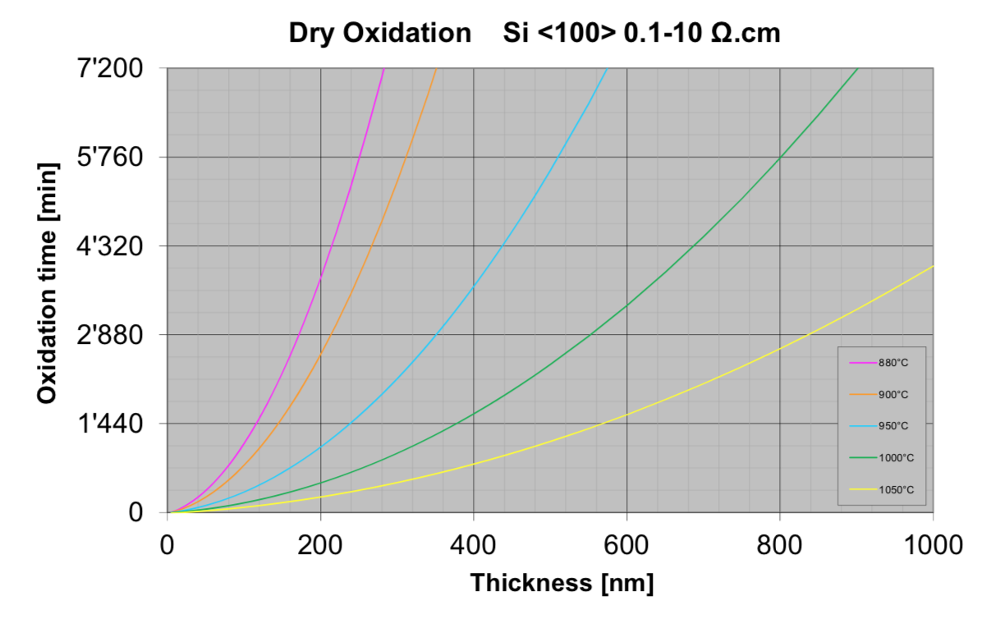 Dry Oxidation Si <100> 0.1-10 Ω.cm
7'200
5'760
4'320
2'880
1'440
0
Oxidation time [min]
880°C
900°C
950°C
1000°C
1050°C
0 200 400 600 800 1000
Thickness [nm]